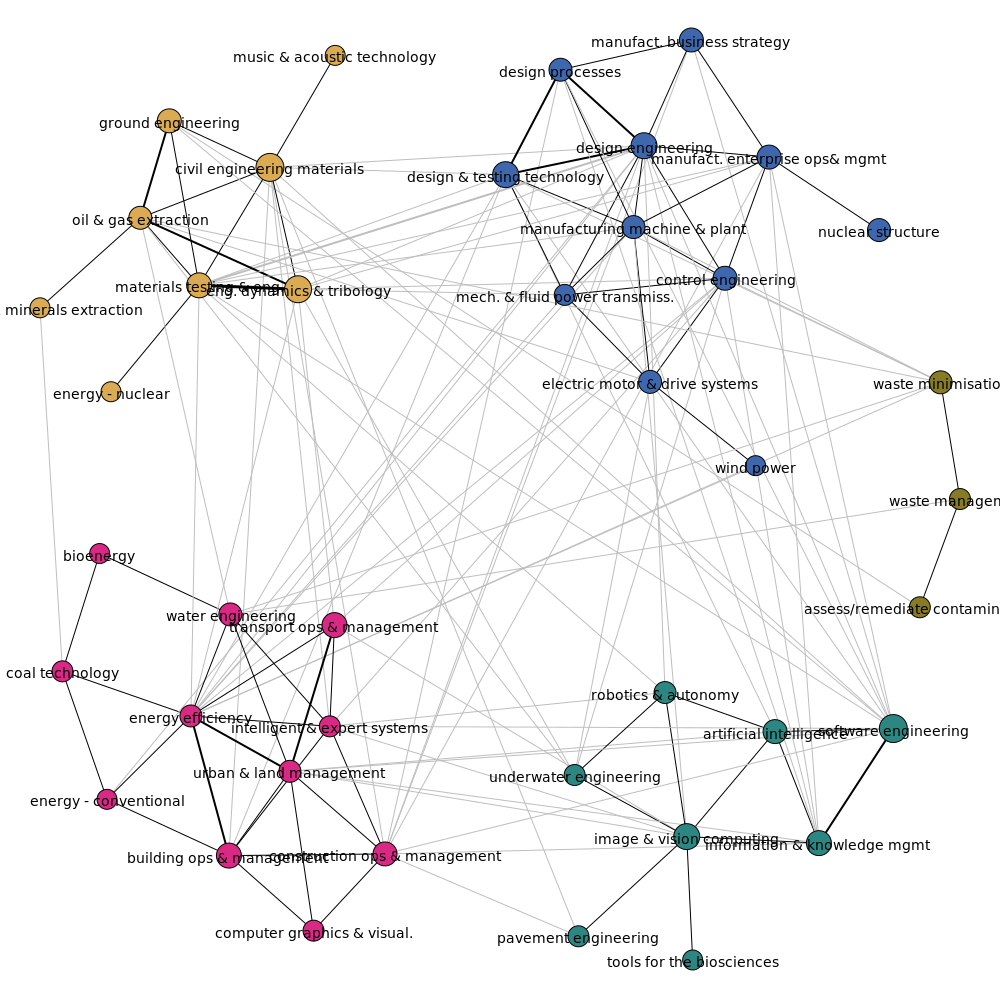 manufact. business strategy
music & acoustic technology
design processes
ground engineering
design engineering
manufact. enterprise ops& mgmt
civil engineering materials
design & testing technology
oil & gas extraction
manufacturing machine & plant
nuclear structure
control engineering
materials testing & eng.
eng. dynamics & tribology
mech. & fluid power transmiss.
minerals extraction
electric motor & drive systems
waste minimisatio
energy - nuclear
wind power
waste managen
bioenergy
assess/remediate contamin
water engineering
transport ops & management
coal technology
robotics & autonomy
energy efficiency
intelligent & expert systems
artificial intelligence
software engineering
urban & land management
underwater engineering
energy - conventional
image & vision computing
information & knowledge mgmt
building ops & management
construction ops & management
computer graphics & visual.
pavement engineering
tools for the biosciences